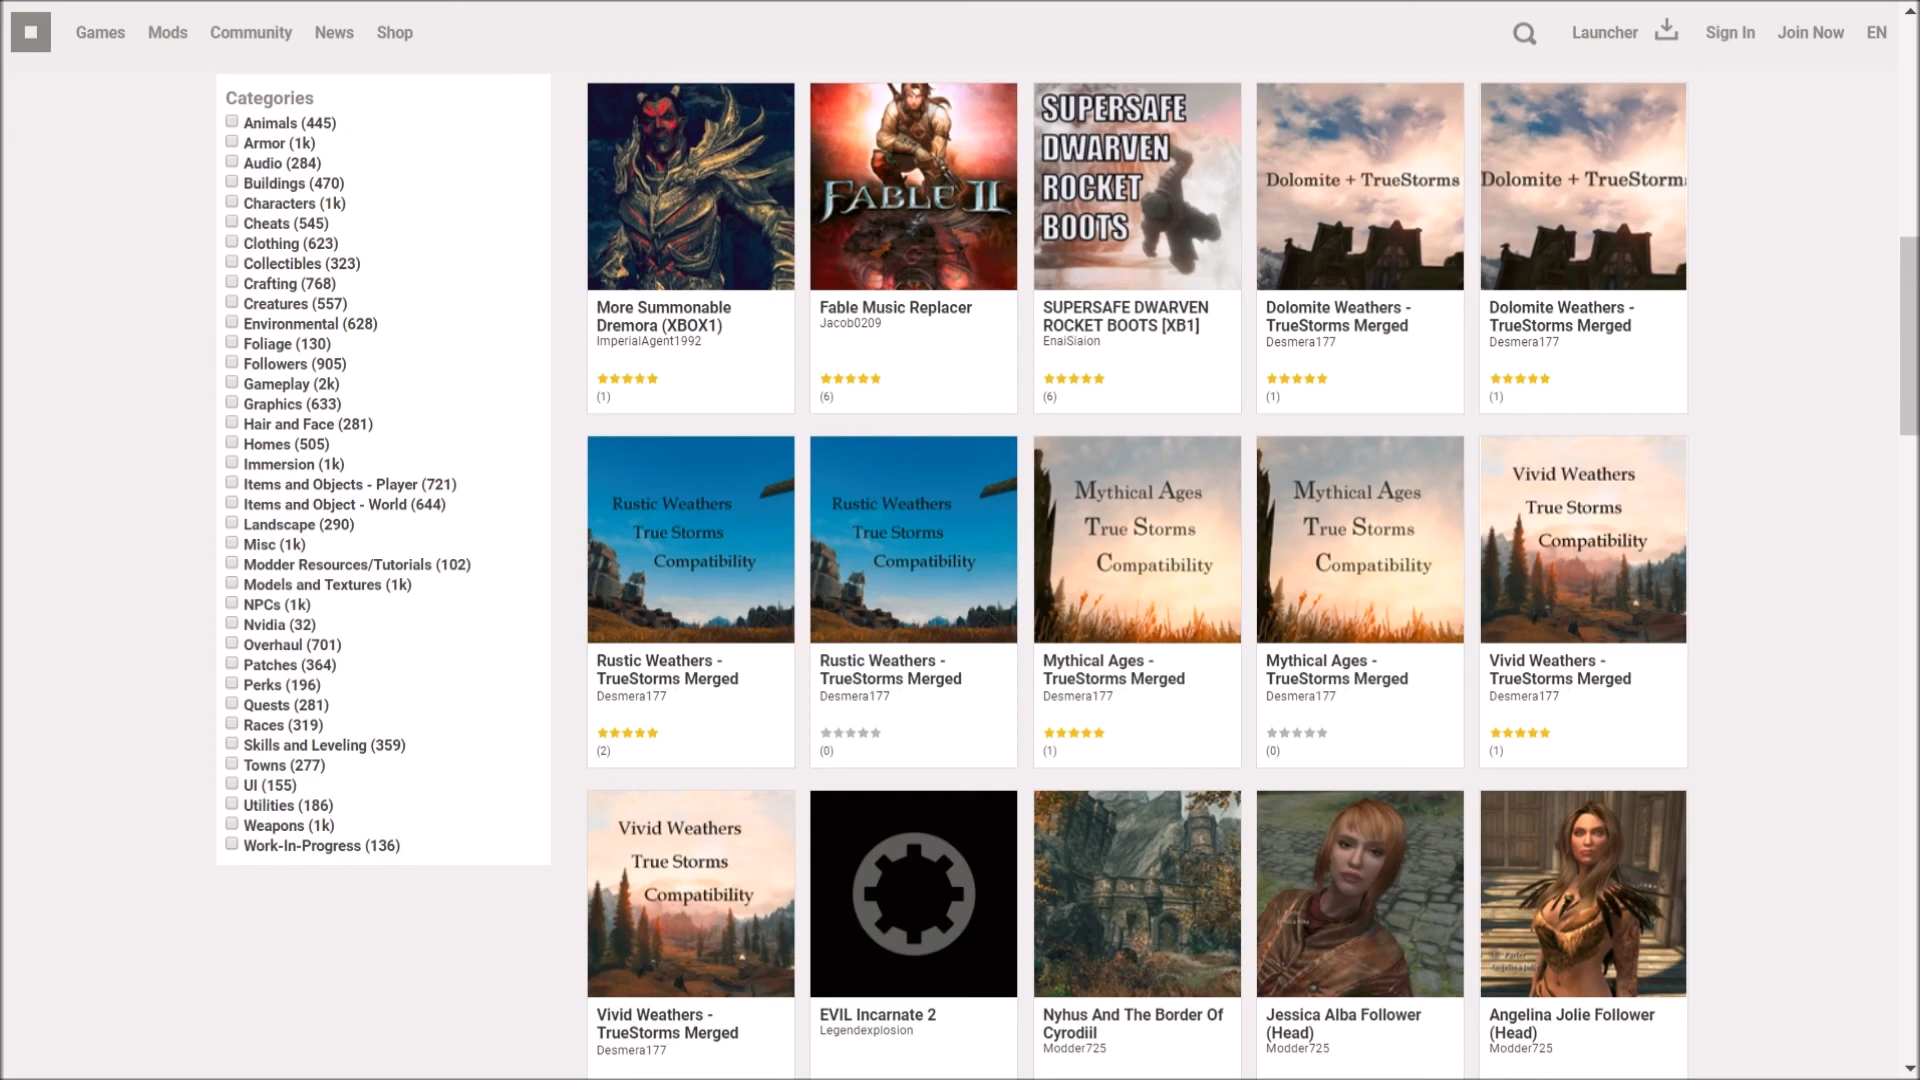 Games
Mods
Community
News
Shop
Launcher
Sign In
Join Now
EN
Categories
Animals (445)
Armor (1k)
Audio (284)
Buildings (470)
Characters (1k)
Cheats (545)
Clothing (623)
Collectibles (323)
Crafting (768)
Creatures (557)
Environmental (628)
Foliage (130)
Followers (905)
Gameplay (2k)
Graphics (633)
Hair and Face (281)
Homes (505)
Immersion (1k)
Items and Objects - Player (721)
Items and Object - World (644)
Landscape (290)
Misc (1k)
Modder Resources/Tutorials (102)
Models and Textures (1k)
NPCs (1k)
Nvidia (32)
Overhaul (701)
Patches (364)
Perks (196)
Quests (281)
Races (319)
Skills and Leveling (359)
Towns (277)
UI (155)
Utilities (186)
Weapons (1k)
Work-In-Progress (136)
More Summonable
Dremora (XBOX1)
ImperialAgent1992
(1)
FABLE II
Fable Music Replacer
Jacob0209
(6)
SUPERSAFE
DWARVEN
ROCKET
BOOTS
SUPERSAFE DWARVEN
ROCKET BOOTS [XB1]
EnaiSiaion
(6)
Dolomite + TrueStorms
Dolomite Weathers -
TrueStorms Merged
Desmera177
(1)
Dolomite + TrueStorm
Dolomite Weathers -
TrueStorms Merged
Desmera177
(1)
Rustic Weathers
True Storms
Compatibility
Rustic Weathers -
TrueStorms Merged
Desmera177
(2)
Rustic Weathers
True Storms
Compatibility
Rustic Weathers -
TrueStorms Merged
Desmera177
(0)
Mythical Ages
True Storms
Compatibility
Mythical Ages -
TrueStorms Merged
Desmera177
(1)
Mythical Ages
True Storms
Compatibility
Mythical Ages -
TrueStorms Merged
Desmera177
(0)
Vivid Weathers
True Storms
Compatibility
Vivid Weathers -
TrueStorms Merged
Desmera177
(1)
Vivid Weathers
True Storms
Compatibility
Vivid Weathers -
TrueStorms Merged
Desmera177
EVIL Incarnate 2
Legendexplosion
Nyhus And The Border Of
Cyrodiil
Modder725
Jessica Alba Follower
(Head)
Modder725
Angelina Jolie Follower
(Head)
Modder725